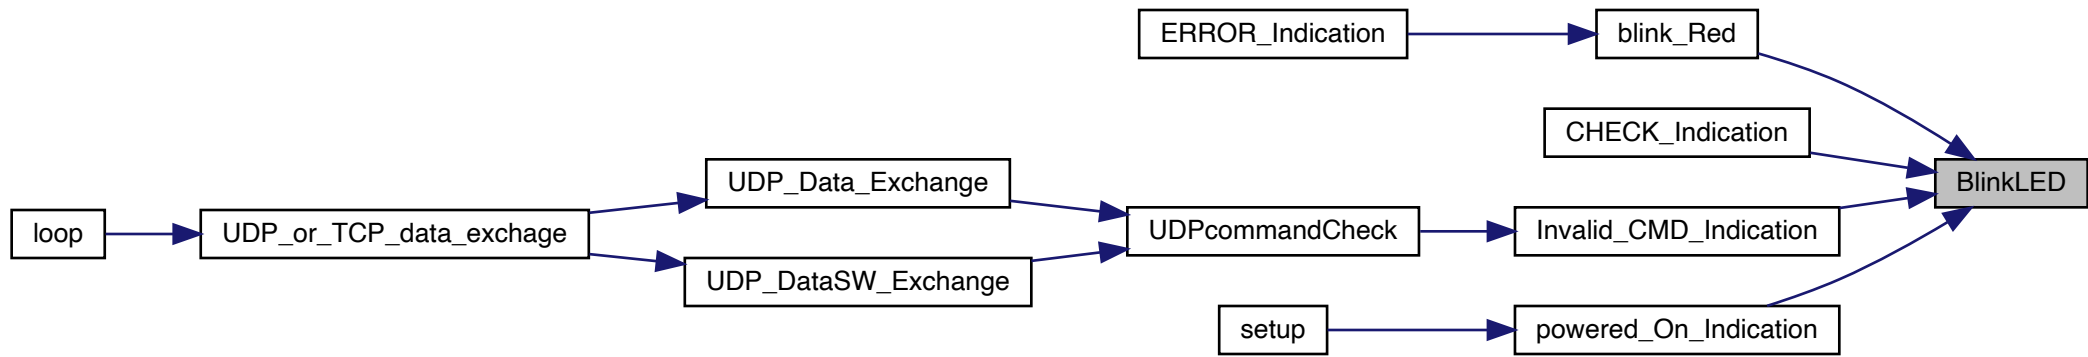 ERROR_Indication
blink_Red
CHECK_Indication
BlinkLED
UDP_Data_Exchange
loop
UDP_or_TCP_data_exchage
UDPcommandCheck
Invalid_CMD_Indication
UDP_DataSW_Exchange
setup
powered_On_Indication